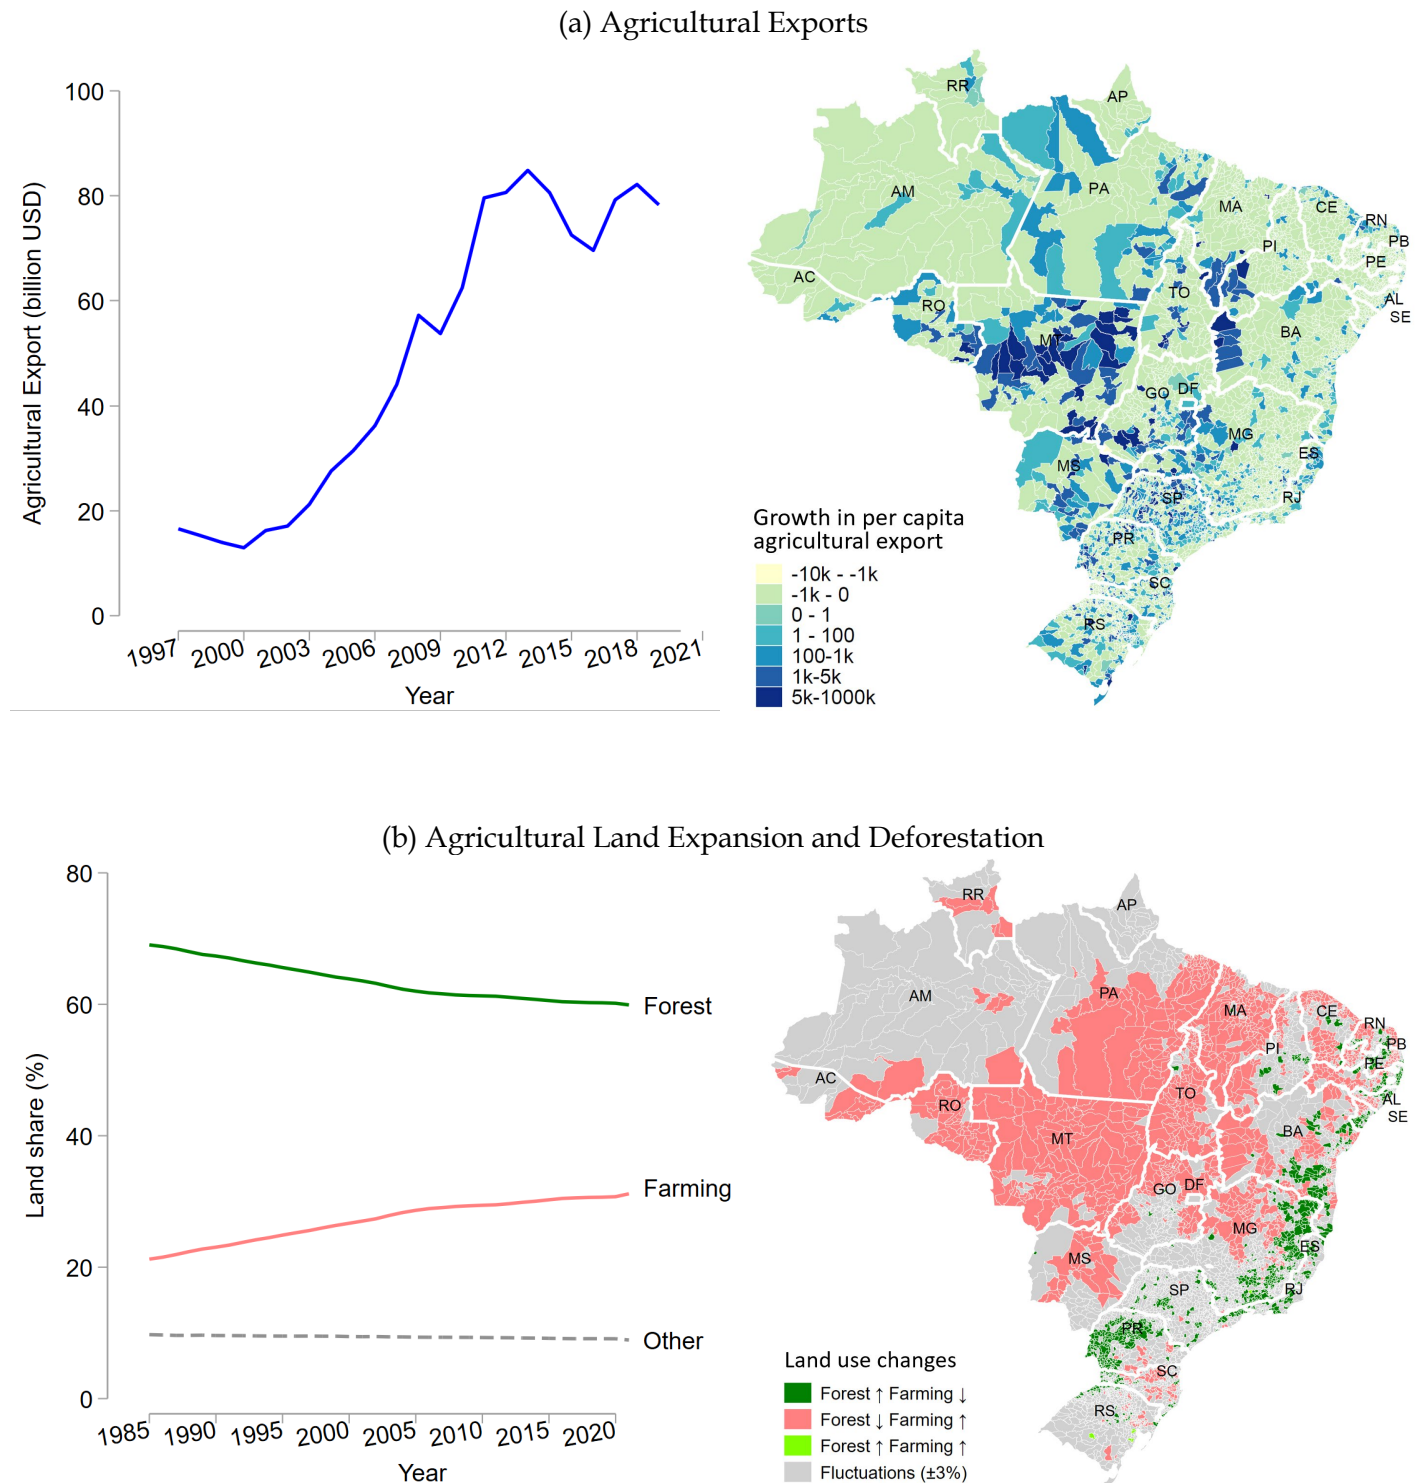 (a) Agricultural Exports
Agricultural Export (billion USD)
100
80
60
40
20
0
1997 2000 2003 2006 2009 2012 2015 2018 2021
Year
RR
AP
AM
PA
MA
CE
RN
PB
PI
PE
AC
TO
RO
AL
SE
BA
MT
GO DF
MG
ES
MS
SP
RJ
PR
SC
RS
Growth in per capita
agricultural export
-10k - -1k
-1k - 0
0 - 1
1 - 100
100-1k
1k-5k
5k-1000k
(b) Agricultural Land Expansion and Deforestation
Land share (%)
80
60
40
20
0
Forest
Farming
Other
1985 1990 1995 2000 2005 2010 2015 2020
Year
RR
AP
AM
PA
MA
CE
RN
PB
PI
PE
AC
TO
RO
AL
SE
BA
MT
GO DF
MG
ES
MS
SP
RJ
PR
SC
RS
Land use changes
Forest ↑ Farming ↓
Forest ↓ Farming ↑
Forest ↑ Farming ↑
Fluctuations (±3%)